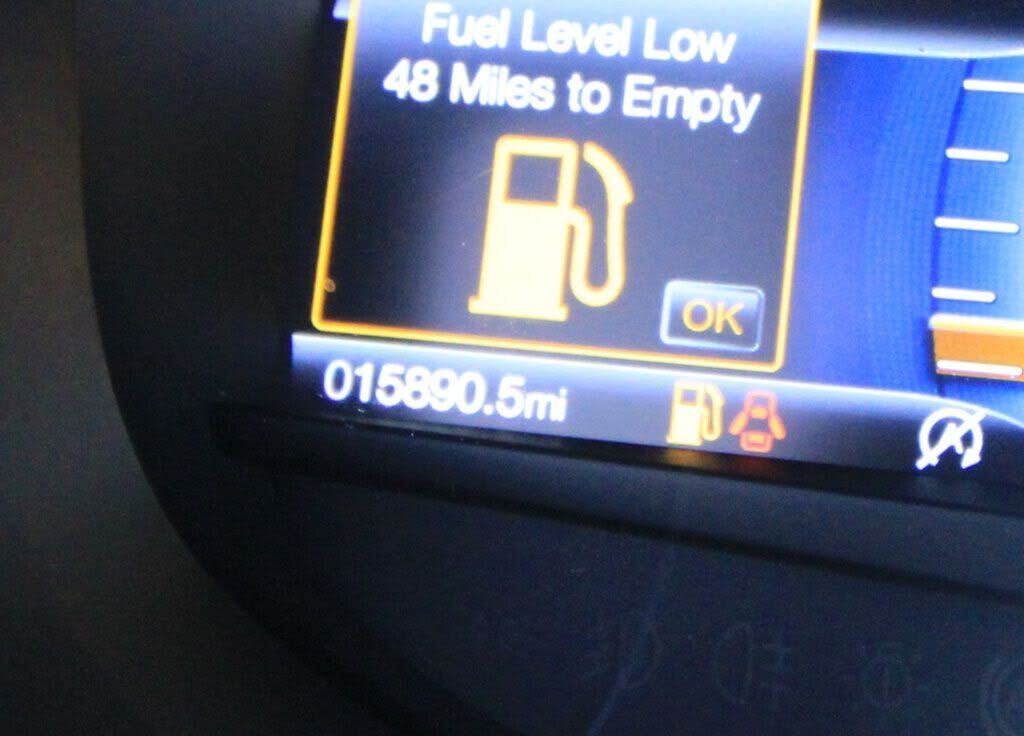 Fuel Level Low
48 Miles to Empty
OK
015890.5mi